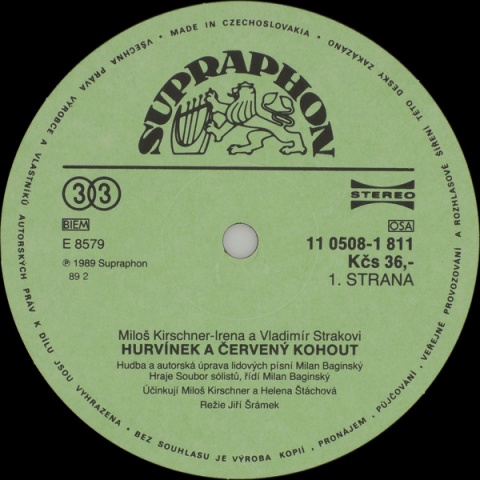 • MADE IN CZECHOSLOVAKIA • VŠECHNA PRÁVA VÝROBCE A VLASTNÍKŮ AUTORSKÝCH PRÁV K DÍLU JSOU VYHRAZENA • BEZ SOUHLASU JE VÝROBA KOPIÍ, PRONÁJEM, PŮJČOVÁNÍ, VEŘEJNÉ PROVOZOVÁNÍ A ROZHLASOVÉ ŠÍŘENÍ TÉTO DESKY ZAKÁZÁNO
SUPRAPHON
33
STEREO
BIEM
OSA
E 8579
11 0508-1 811
℗ 1989 Supraphon
Kčs 36,-
89 2
1. STRANA
Miloš Kirschner-Irena a Vladimír Strakovi
HURVÍNEK A ČERVENÝ KOHOUT
Hudba a autorská úprava lidových písní Milan Baginský
Hraje Soubor sólistů, řídí Milan Baginský
Účinkují Miloš Kirschner a Helena Štáchová
Režie Jiří Šrámek